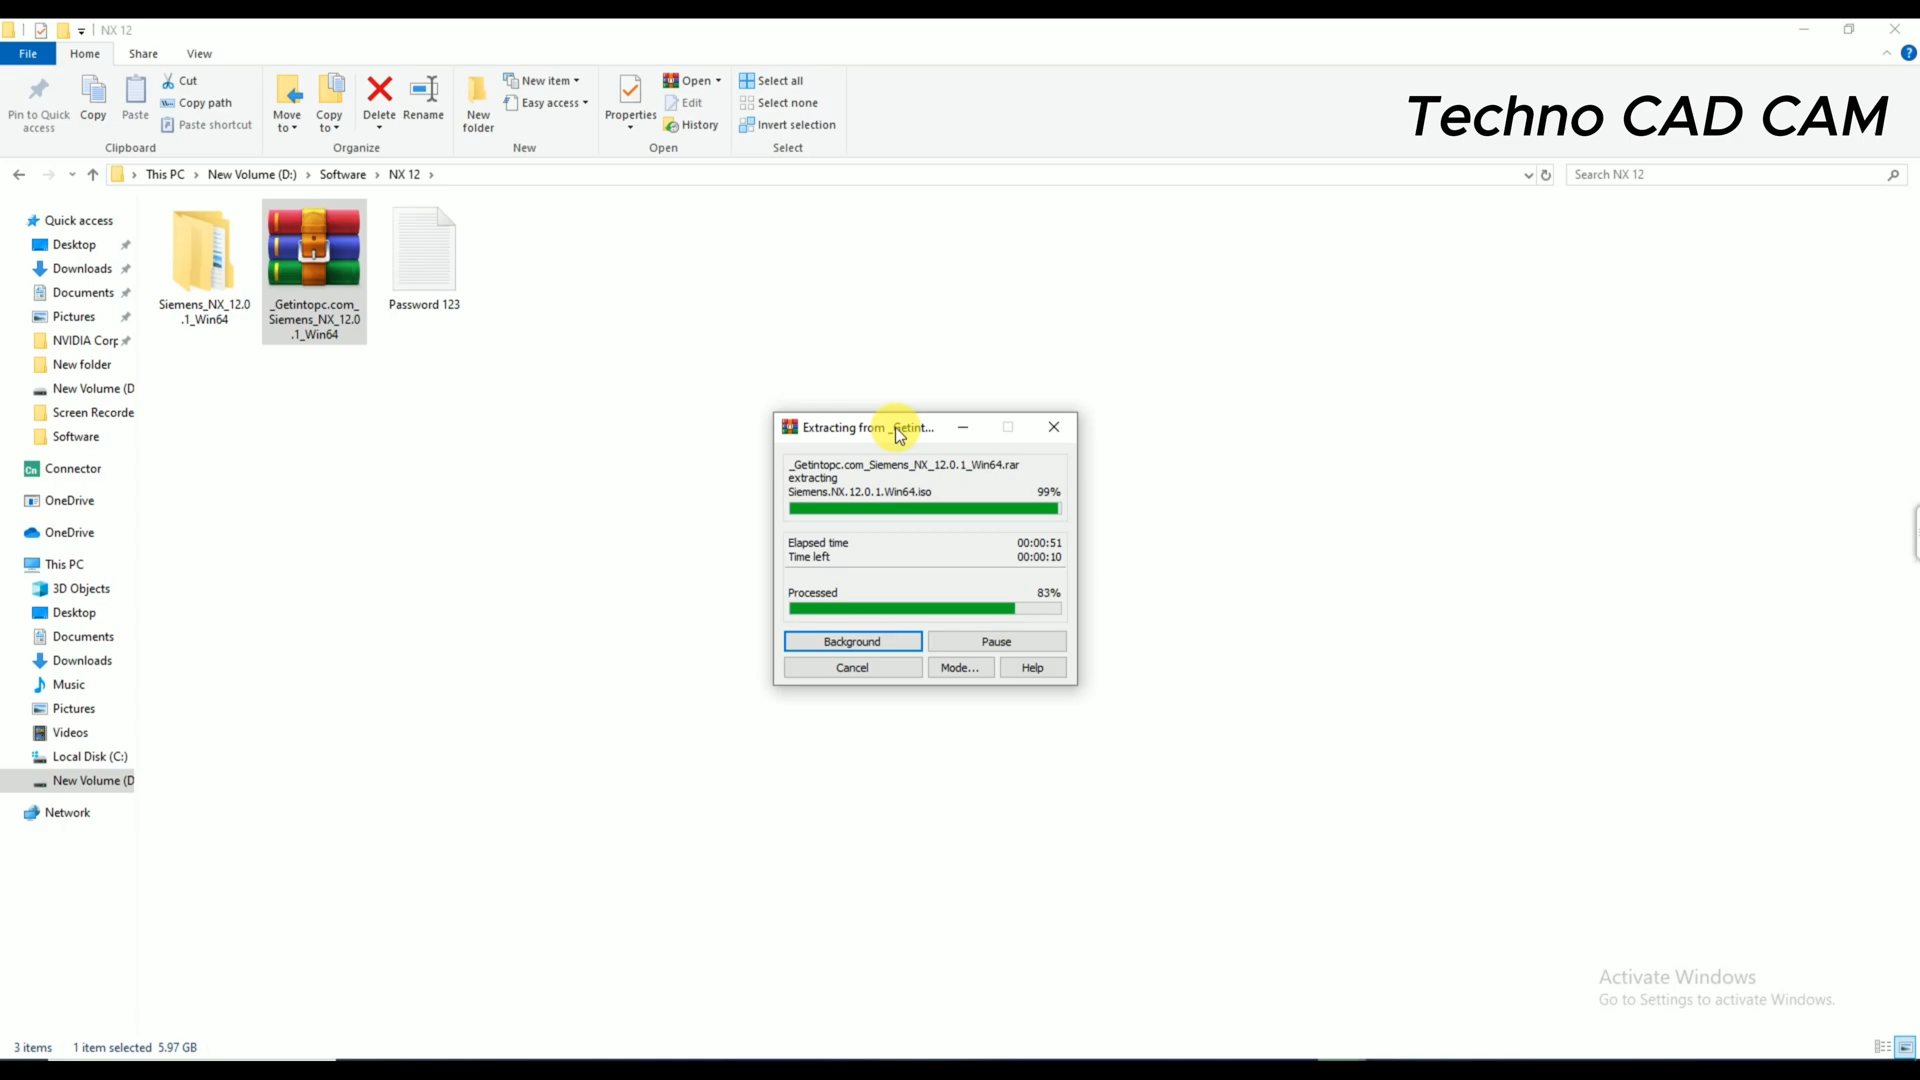 NX 12
File Home Share View
Pin to Quick access
Copy
Paste
Cut
Copy path
Paste shortcut
Clipboard
Move to
Copy to
Delete
Rename
Organize
New folder
New item
Easy access
New
Properties
Open
Edit
History
Open
Select all
Select none
Invert selection
Select
Techno CAD CAM
This PC > New Volume (D:) > Software > NX 12 >
Search NX 12
Quick access
Desktop
Downloads
Documents
Pictures
NVIDIA Corp
New folder
New Volume (D
Screen Recorde
Software
Connector
OneDrive
OneDrive
This PC
3D Objects
Desktop
Documents
Downloads
Music
Pictures
Videos
Local Disk (C:)
New Volume (D
Network
Siemens_NX_12.0
.1_Win64
_Getintopc.com_
Siemens_NX_12.0
.1_Win64
Password 123
Extracting from _Getint...
_Getintopc.com_Siemens_NX_12.0.1_Win64.rar
extracting
Siemens.NX.12.0.1.Win64.iso 99%
Elapsed time 00:00:51
Time left 00:00:10
Processed 83%
Background Pause
Cancel Mode... Help
Activate Windows
Go to Settings to activate Windows.
3 items 1 item selected 5.97 GB